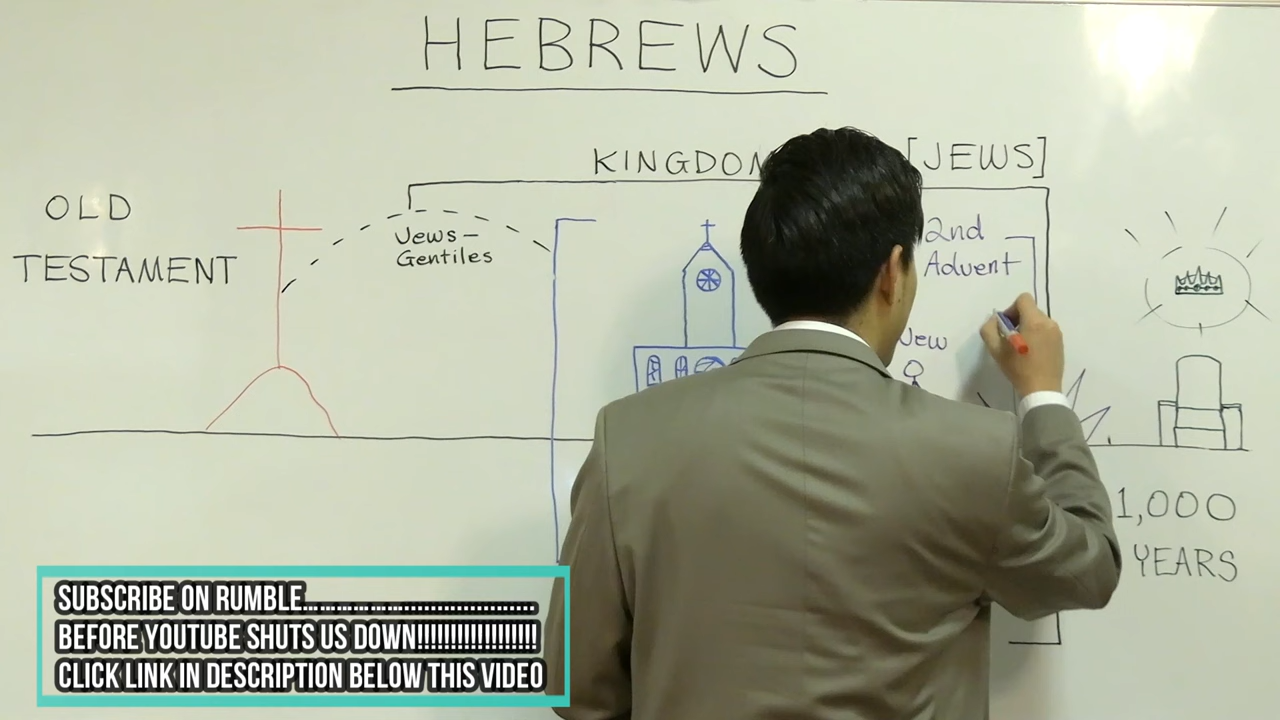 HEBREWS
KINGDOM [JEWS]
OLD
TESTAMENT
Jews-
Gentiles
2nd
Advent
Jew
1,000
YEARS
SUBSCRIBE ON RUMBLE.......................................
BEFORE YOUTUBE SHUTS US DOWN!!!!!!!!!!!!!!!!!!
CLICK LINK IN DESCRIPTION BELOW THIS VIDEO